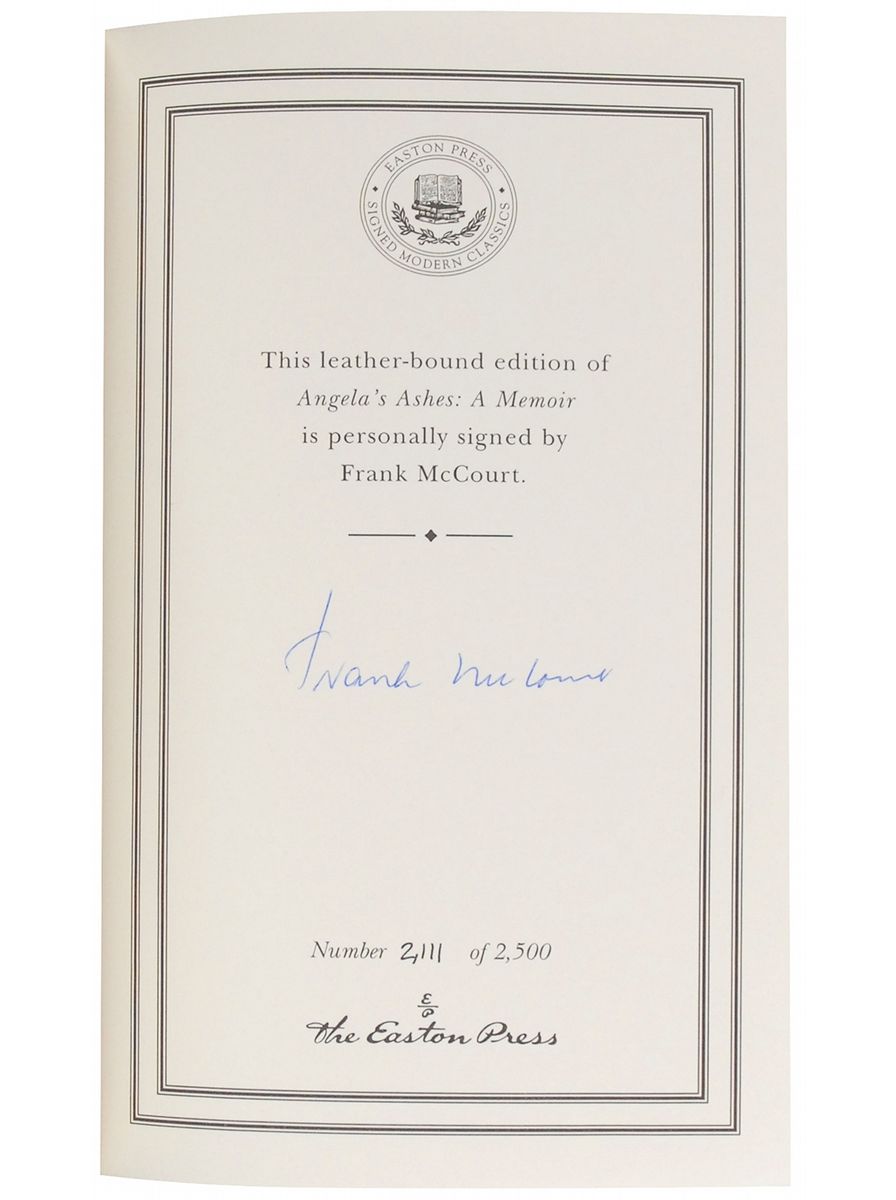 EASTON PRESS
SIGNED MODERN CLASSICS
This leather-bound edition of
Angela's Ashes: A Memoir
is personally signed by
Frank McCourt.
Frank McCourt
Number 2,111 of 2,500
E
P
The Easton Press